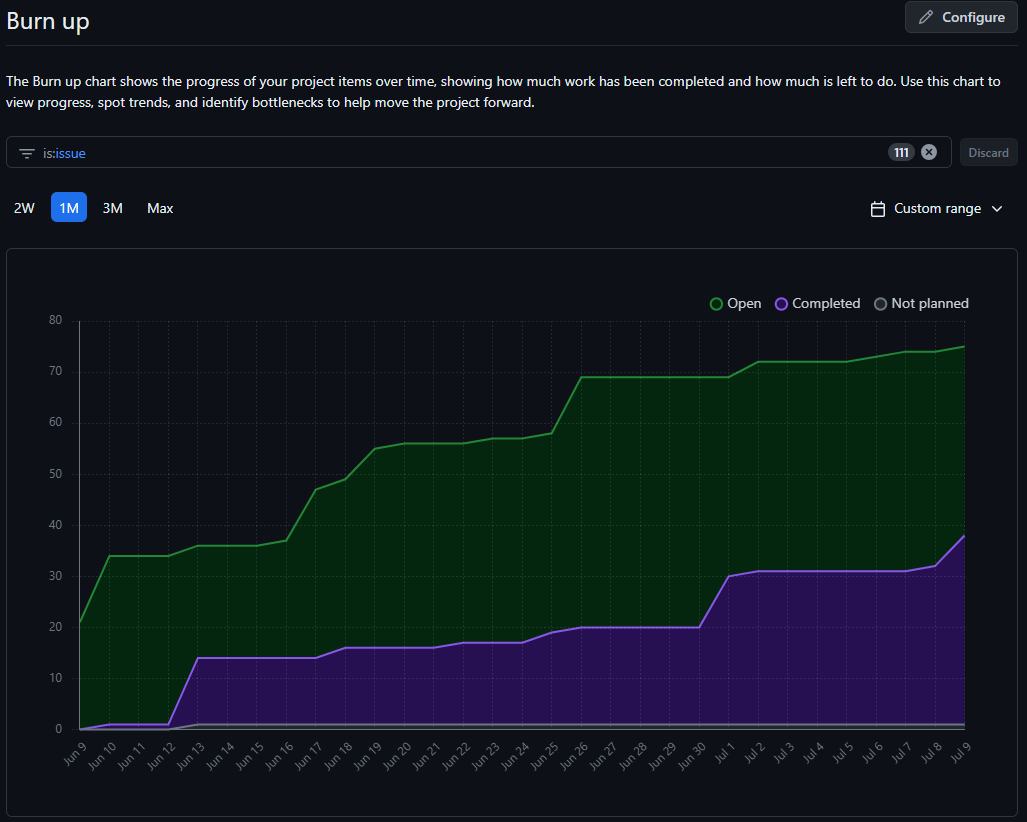 Burn up
Configure
The Burn up chart shows the progress of your project items over time, showing how much work has been completed and how much is left to do. Use this chart to
view progress, spot trends, and identify bottlenecks to help move the project forward.
is:issue
111
Discard
2W 1M 3M Max
Custom range
Open Completed Not planned
80
70
60
50
40
30
20
10
0
Jun 9 Jun 10 Jun 11 Jun 12 Jun 13 Jun 14 Jun 15 Jun 16 Jun 17 Jun 18 Jun 19 Jun 20 Jun 21 Jun 22 Jun 23 Jun 24 Jun 25 Jun 26 Jun 27 Jun 28 Jun 29 Jun 30 Jul 1 Jul 2 Jul 3 Jul 4 Jul 5 Jul 6 Jul 7 Jul 8 Jul 9